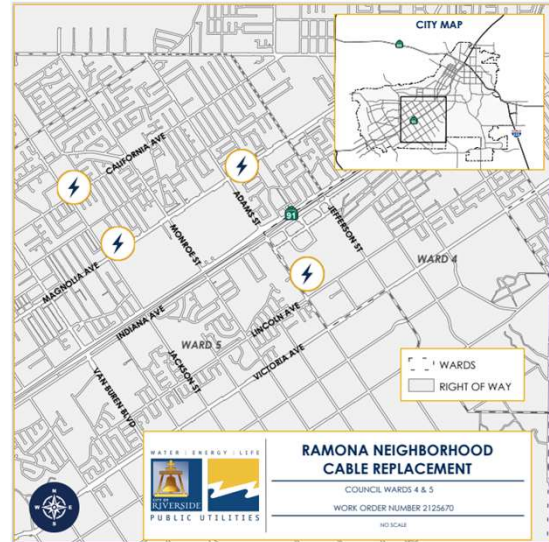 CITY MAP
CALIFORNIA AVE
ADAMS ST
91
JEFFERSON ST
MONROE ST
MAGNOLIA AVE
WARD 4
INDIANA AVE
LINCOLN AVE
WARD 5
VICTORIA AVE
JACKSON ST
VAN BUREN BLVD
WARDS
RIGHT OF WAY
WATER | ENERGY | LIFE
CITY OF
RIVERSIDE
PUBLIC UTILITIES
RAMONA NEIGHBORHOOD
CABLE REPLACEMENT
COUNCIL WARDS 4 & 5
WORK ORDER NUMBER 2125670
NO SCALE
N
W E
S